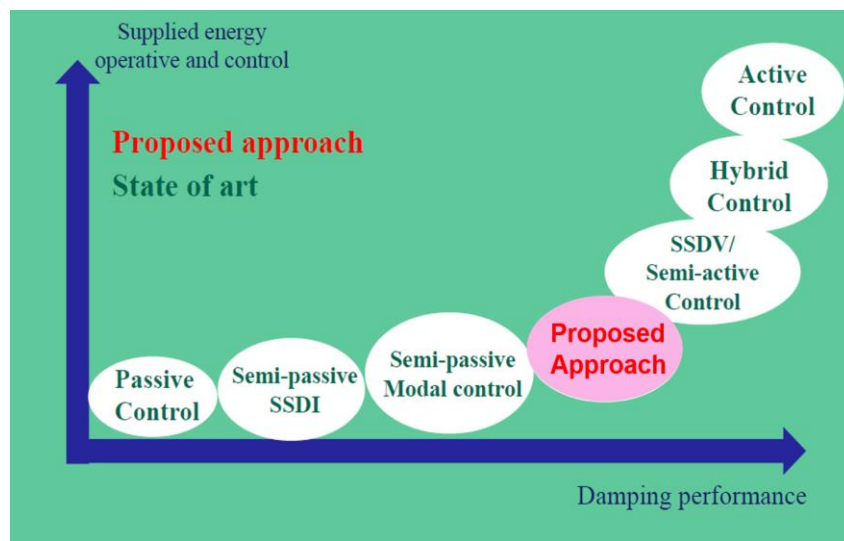 Supplied energy
operative and control
Proposed approach
State of art
Active
Control
Hybrid
Control
SSDV/
Semi-active
Control
Proposed
Approach
Semi-passive
Modal control
Semi-passive
SSDI
Passive
Control
Damping performance